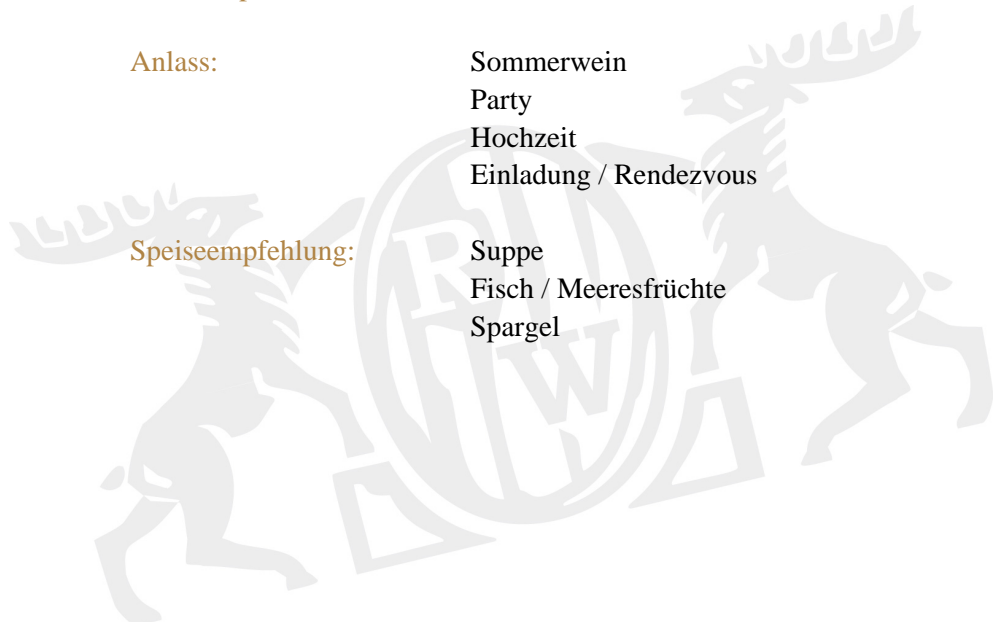 Anlass: Sommerwein
Party
Hochzeit
Einladung / Rendezvous
Speiseempfehlung: Suppe
Fisch / Meeresfrüchte
Spargel
R
W